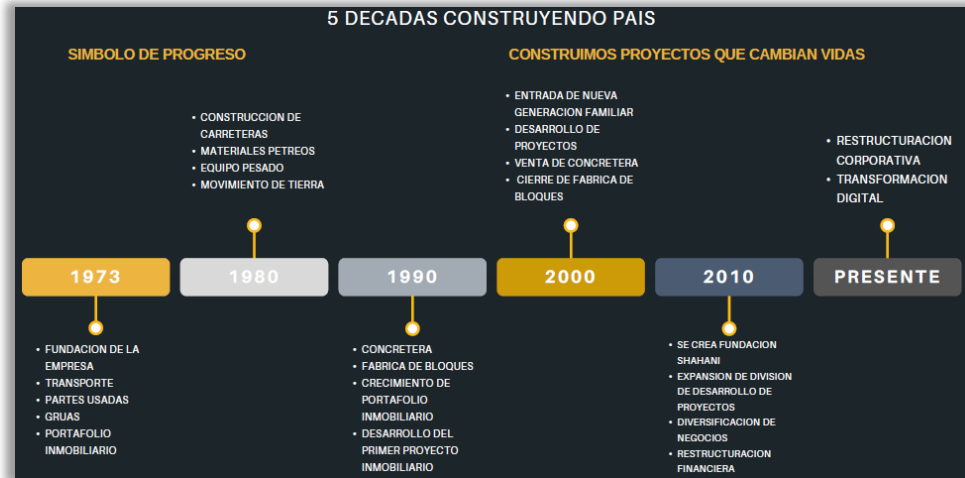 5 DECADAS CONSTRUYENDO PAIS
SIMBOLO DE PROGRESO
CONSTRUIMOS PROYECTOS QUE CAMBIAN VIDAS
• CONSTRUCCION DE
CARRETERAS
• MATERIALES PETREOS
• EQUIPO PESADO
• MOVIMIENTO DE TIERRA
• ENTRADA DE NUEVA
GENERACION FAMILIAR
• DESARROLLO DE
PROYECTOS
• VENTA DE CONCRETERA
• CIERRE DE FABRICA DE
BLOQUES
• RESTRUCTURACION
CORPORATIVA
• TRANSFORMACION
DIGITAL
1973
1980
1990
2000
2010
PRESENTE
• FUNDACION DE LA
EMPRESA
• TRANSPORTE
• PARTES USADAS
• GRUAS
• PORTAFOLIO
INMOBILIARIO
• CONCRETERA
• FABRICA DE BLOQUES
• CRECIMIENTO DE
PORTAFOLIO
INMOBILIARIO
• DESARROLLO DEL
PRIMER PROYECTO
INMOBILIARIO
• SE CREA FUNDACION
SHAHANI
• EXPANSION DE DIVISION
DE DESARROLLO DE
PROYECTOS
• DIVERSIFICACION DE
NEGOCIOS
• RESTRUCTURACION
FINANCIERA